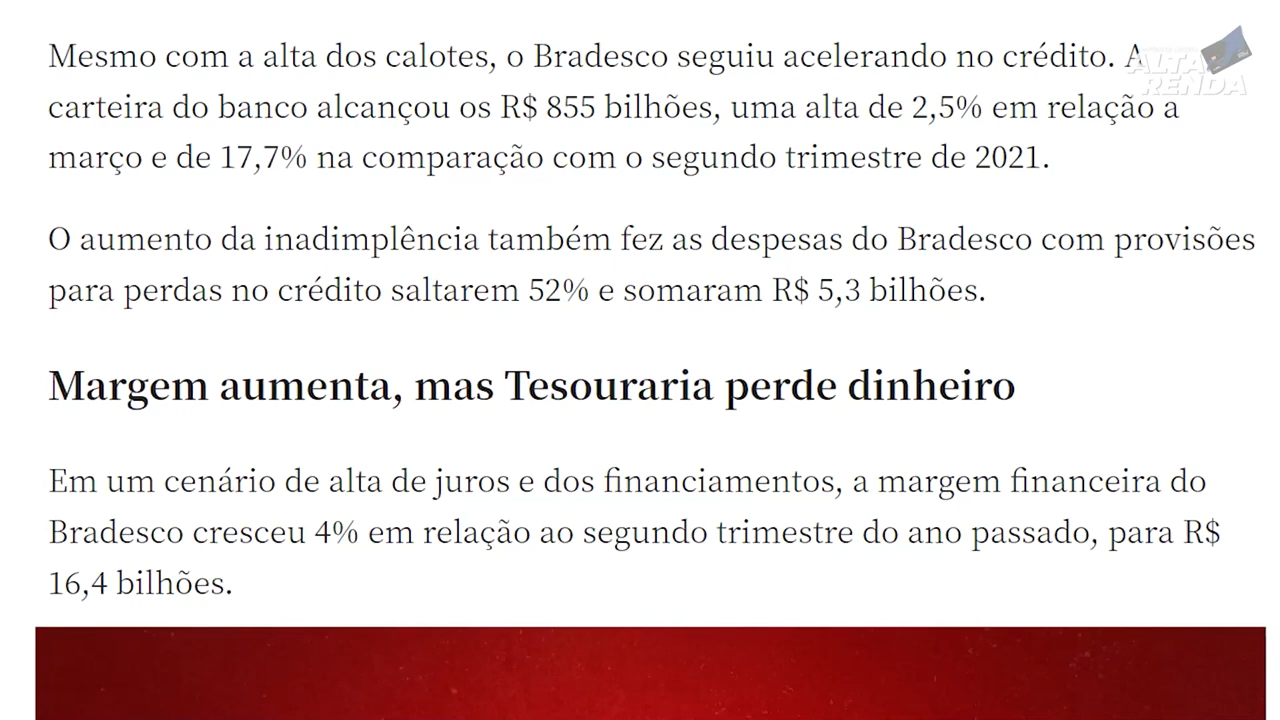 Mesmo com a alta dos calotes, o Bradesco seguiu acelerando no crédito. A
carteira do banco alcançou os R$ 855 bilhões, uma alta de 2,5% em relação a
março e de 17,7% na comparação com o segundo trimestre de 2021.
O aumento da inadimplência também fez as despesas do Bradesco com provisões
para perdas no crédito saltarem 52% e somaram R$ 5,3 bilhões.
Margem aumenta, mas Tesouraria perde dinheiro
Em um cenário de alta de juros e dos financiamentos, a margem financeira do
Bradesco cresceu 4% em relação ao segundo trimestre do ano passado, para R$
16,4 bilhões.
ALTA
RENDA